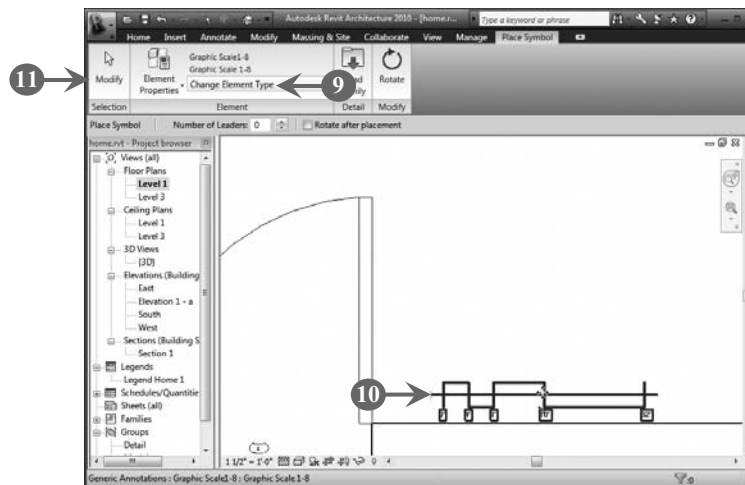 Autodesk Revit Architecture 2010 - [home.r...
Type a keyword or phrase
Home Insert Annotate Modify Massing & Site Collaborate View Manage Place Symbol
11
Modify
Element
Properties
Graphic Scale1-8
Graphic Scale 1-8
Change Element Type
9
ad
ily
Rotate
Selection Element Detail Modify
Place Symbol Number of Leaders: 0 Rotate after placement
home.rvt - Project browser
Views (all)
Floor Plans
Level 1
Level 3
Ceiling Plans
Level 1
Level 3
3D Views
{3D}
Elevations (Building
East
Elevation 1 - a
South
West
Sections (Building S
Section 1
Legends
Legend Home 1
Schedules/Quantitie
Sheets (all)
Families
Groups
Detail
10
1 1/2" = 1'-0"
Generic Annotations : Graphic Scale1-8 : Graphic Scale 1-8
:0